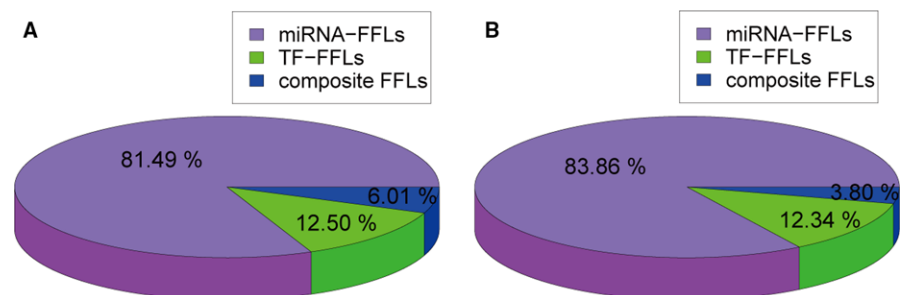 A
miRNA−FFLs
TF−FFLs
composite FFLs
81.49 %
6.01 %
12.50 %
B
miRNA−FFLs
TF−FFLs
composite FFLs
83.86 %
3.80 %
12.34 %